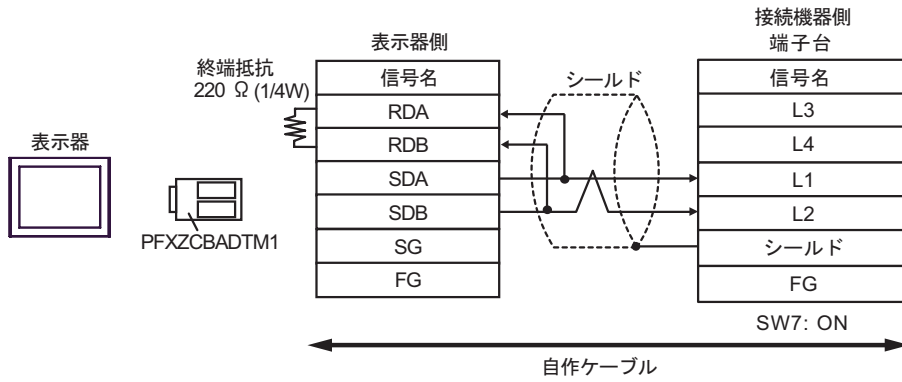 接続機器側
端子台
表示器側
終端抵抗
220 Ω (1/4W)
シールド
信号名
RDA
RDB
SDA
SDB
SG
FG
信号名
L3
L4
L1
L2
シールド
FG
表示器
PFXZCBADTM1
SW7: ON
自作ケーブル